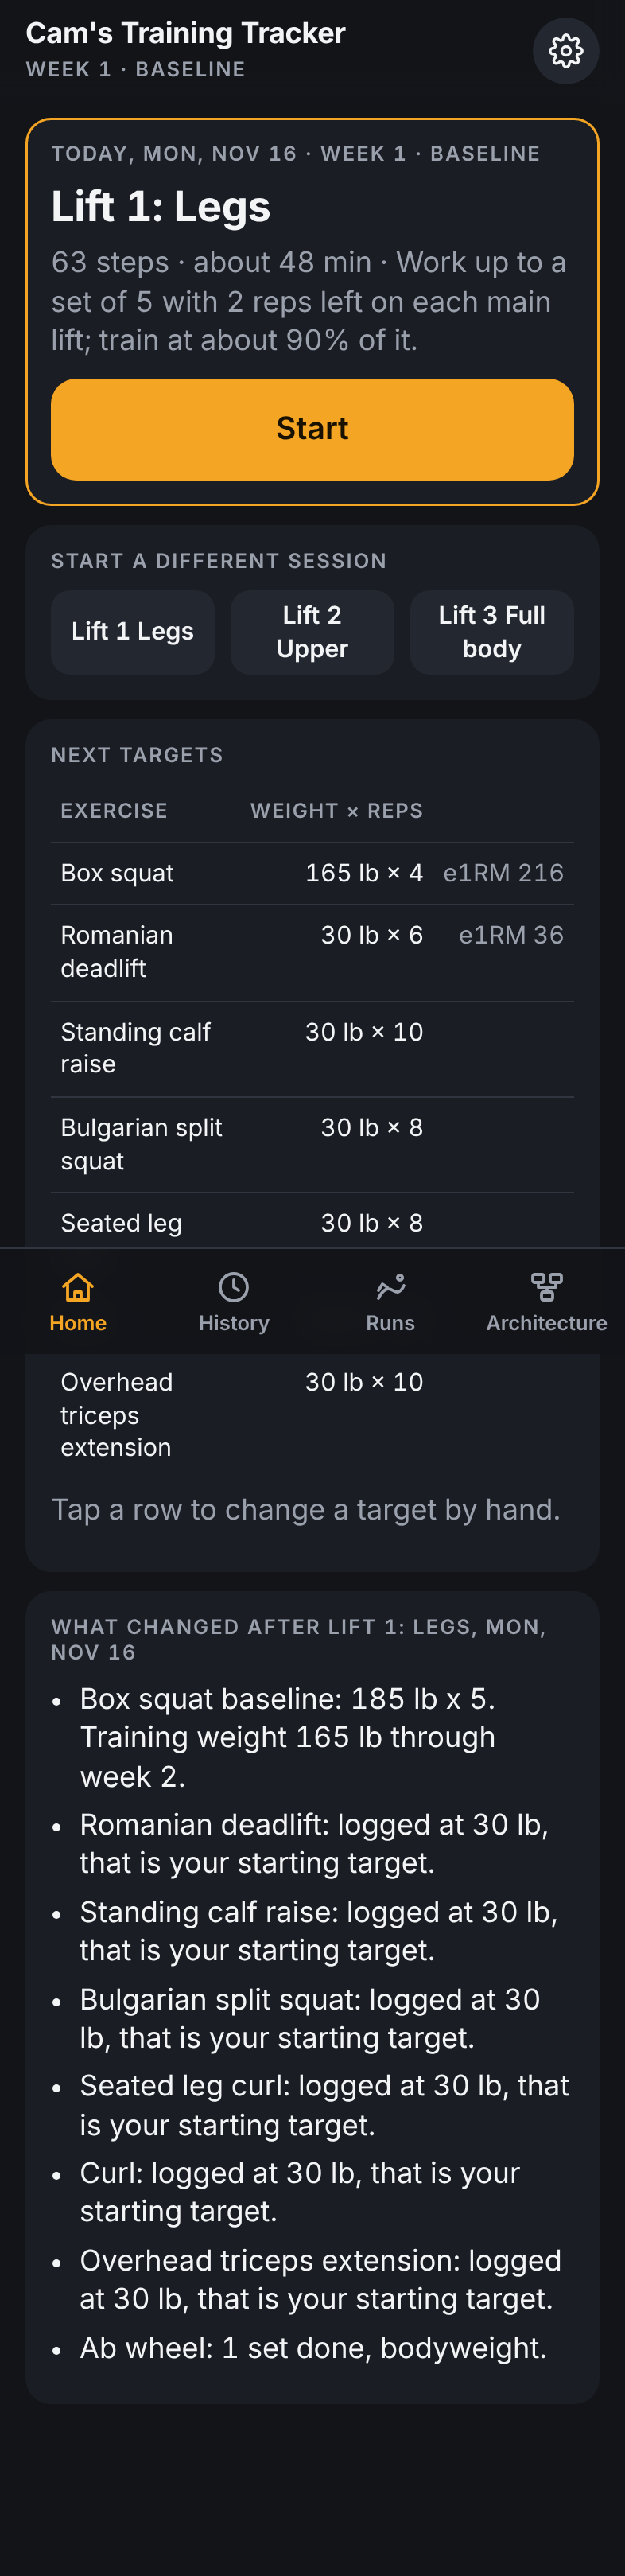 Cam's Training Tracker
WEEK 1 · BASELINE
TODAY, MON, NOV 16 · WEEK 1 · BASELINE
Lift 1: Legs
63 steps · about 48 min · Work up to a
set of 5 with 2 reps left on each main
lift; train at about 90% of it.
Start
START A DIFFERENT SESSION
Lift 1 Legs
Lift 2
Upper
Lift 3 Full
body
NEXT TARGETS
EXERCISE WEIGHT × REPS
Box squat 165 lb × 4 e1RM 216
Romanian 30 lb × 6 e1RM 36
deadlift
Standing calf 30 lb × 10
raise
Bulgarian split 30 lb × 8
squat
Seated leg 30 lb × 8
Home History Runs Architecture
Overhead 30 lb × 10
triceps
extension
Tap a row to change a target by hand.
WHAT CHANGED AFTER LIFT 1: LEGS, MON,
NOV 16
• Box squat baseline: 185 lb x 5.
Training weight 165 lb through
week 2.
• Romanian deadlift: logged at 30 lb,
that is your starting target.
• Standing calf raise: logged at 30 lb,
that is your starting target.
• Bulgarian split squat: logged at 30
lb, that is your starting target.
• Seated leg curl: logged at 30 lb, that
is your starting target.
• Curl: logged at 30 lb, that is your
starting target.
• Overhead triceps extension: logged
at 30 lb, that is your starting target.
• Ab wheel: 1 set done, bodyweight.